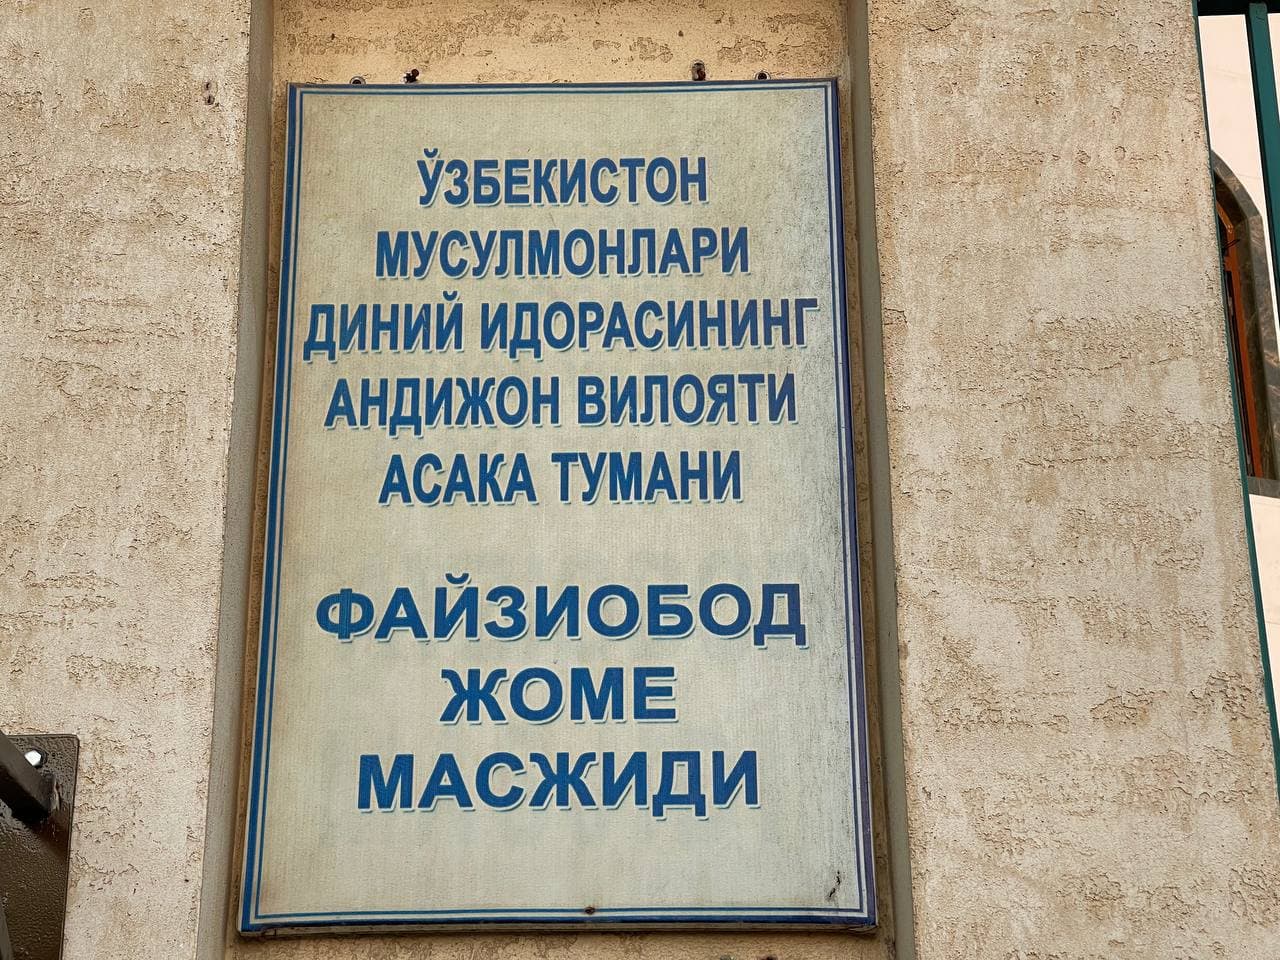 ЎЗБЕКИСТОН
МУСУЛМОНЛАРИ
ДИНИЙ ИДОРАСИНИНГ
АНДИЖОН ВИЛОЯТИ
АСАКА ТУМАНИ
ФАЙЗИОБОД
ЖОМЕ
МАСЖИДИ